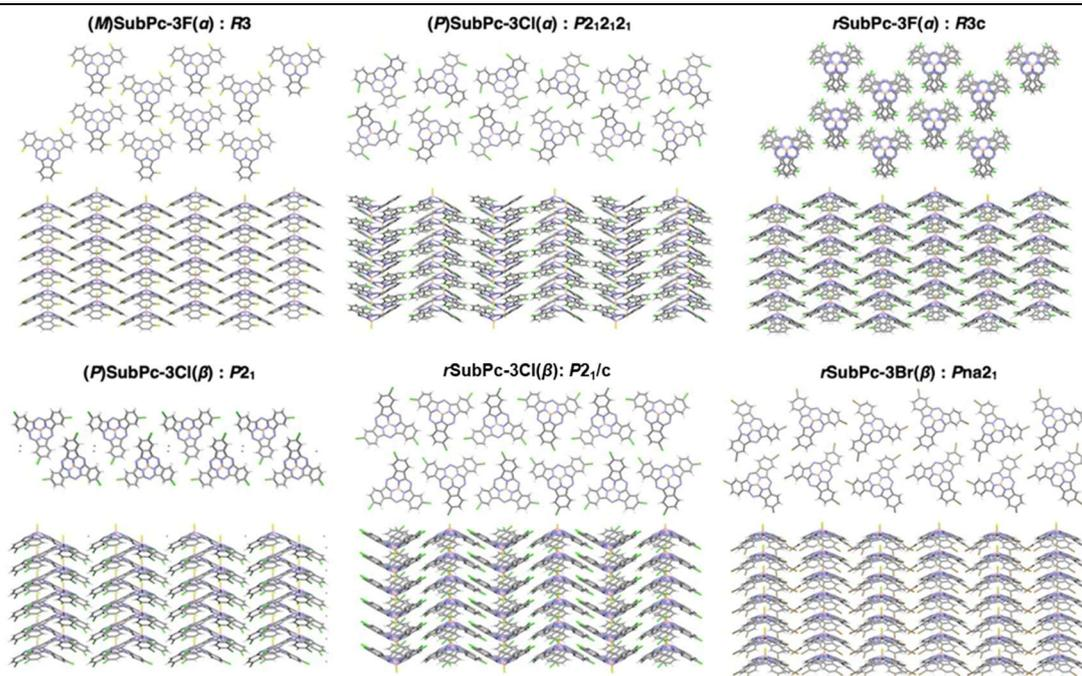 (M)SubPc-3F(α) : R3
(P)SubPc-3Cl(α) : P2₁2₁2₁
rSubPc-3F(α) : R3c
(P)SubPc-3Cl(β) : P2₁
rSubPc-3Cl(β): P2₁/c
rSubPc-3Br(β) : Pna2₁